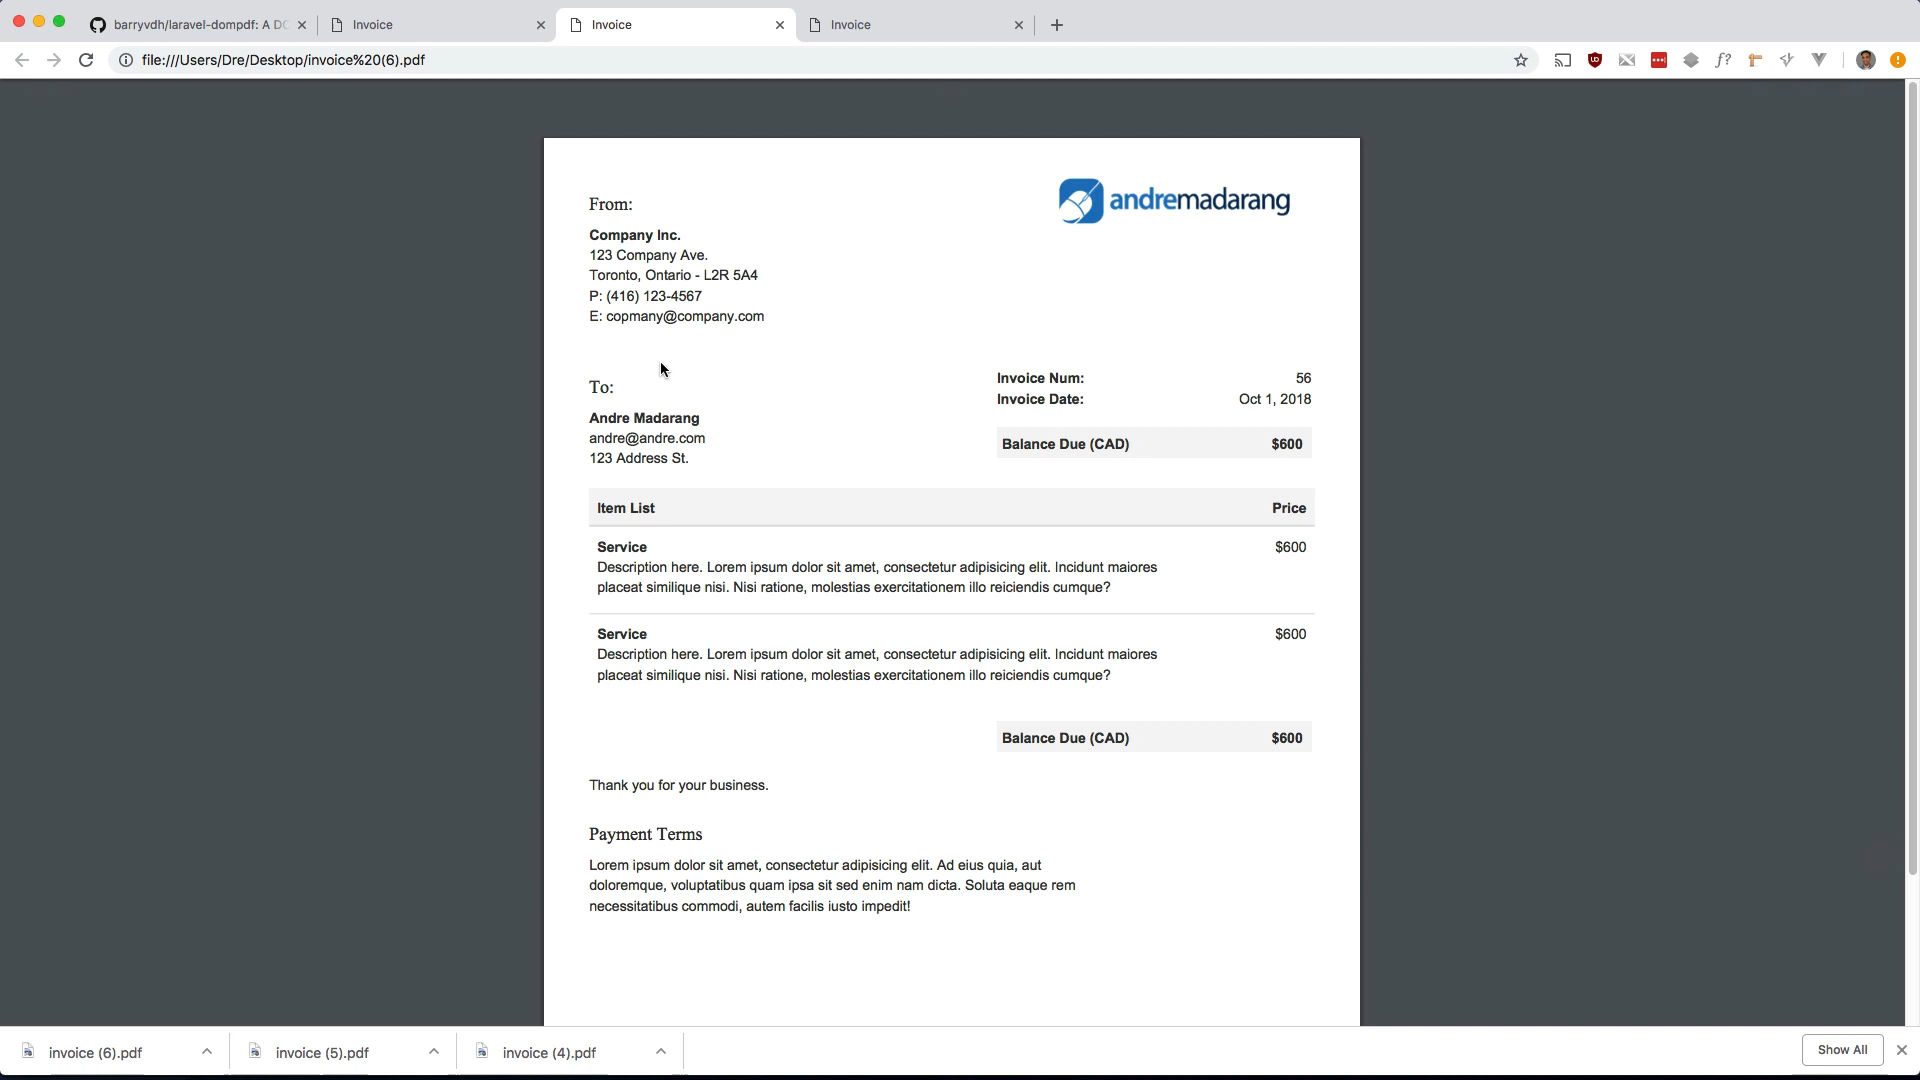 barryvdh/laravel-dompdf: A DO
Invoice
Invoice
Invoice
file:///Users/Dre/Desktop/invoice%20(6).pdf
From:
andremadarang
Company Inc.
123 Company Ave.
Toronto, Ontario - L2R 5A4
P: (416) 123-4567
E: copmany@company.com
To:
Andre Madarang
andre@andre.com
123 Address St.
Invoice Num: 56
Invoice Date: Oct 1, 2018
Balance Due (CAD) $600
Item List Price
Service $600
Description here. Lorem ipsum dolor sit amet, consectetur adipisicing elit. Incidunt maiores
placeat similique nisi. Nisi ratione, molestias exercitationem illo reiciendis cumque?
Service $600
Description here. Lorem ipsum dolor sit amet, consectetur adipisicing elit. Incidunt maiores
placeat similique nisi. Nisi ratione, molestias exercitationem illo reiciendis cumque?
Balance Due (CAD) $600
Thank you for your business.
Payment Terms
Lorem ipsum dolor sit amet, consectetur adipisicing elit. Ad eius quia, aut
doloremque, voluptatibus quam ipsa sit sed enim nam dicta. Soluta eaque rem
necessitatibus commodi, autem facilis iusto impedit!
invoice (6).pdf
invoice (5).pdf
invoice (4).pdf
Show All